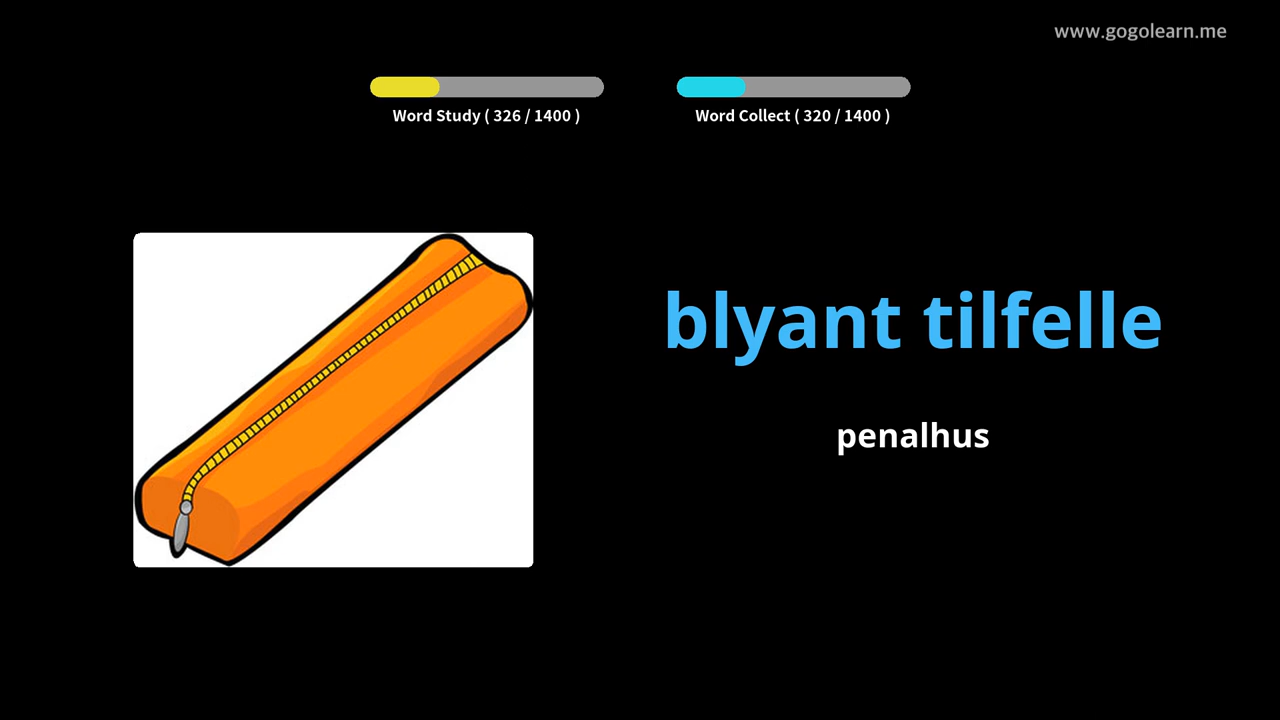 www.gogolearn.me
Word Study ( 326 / 1400 )
Word Collect ( 320 / 1400 )
blyant tilfelle
penalhus